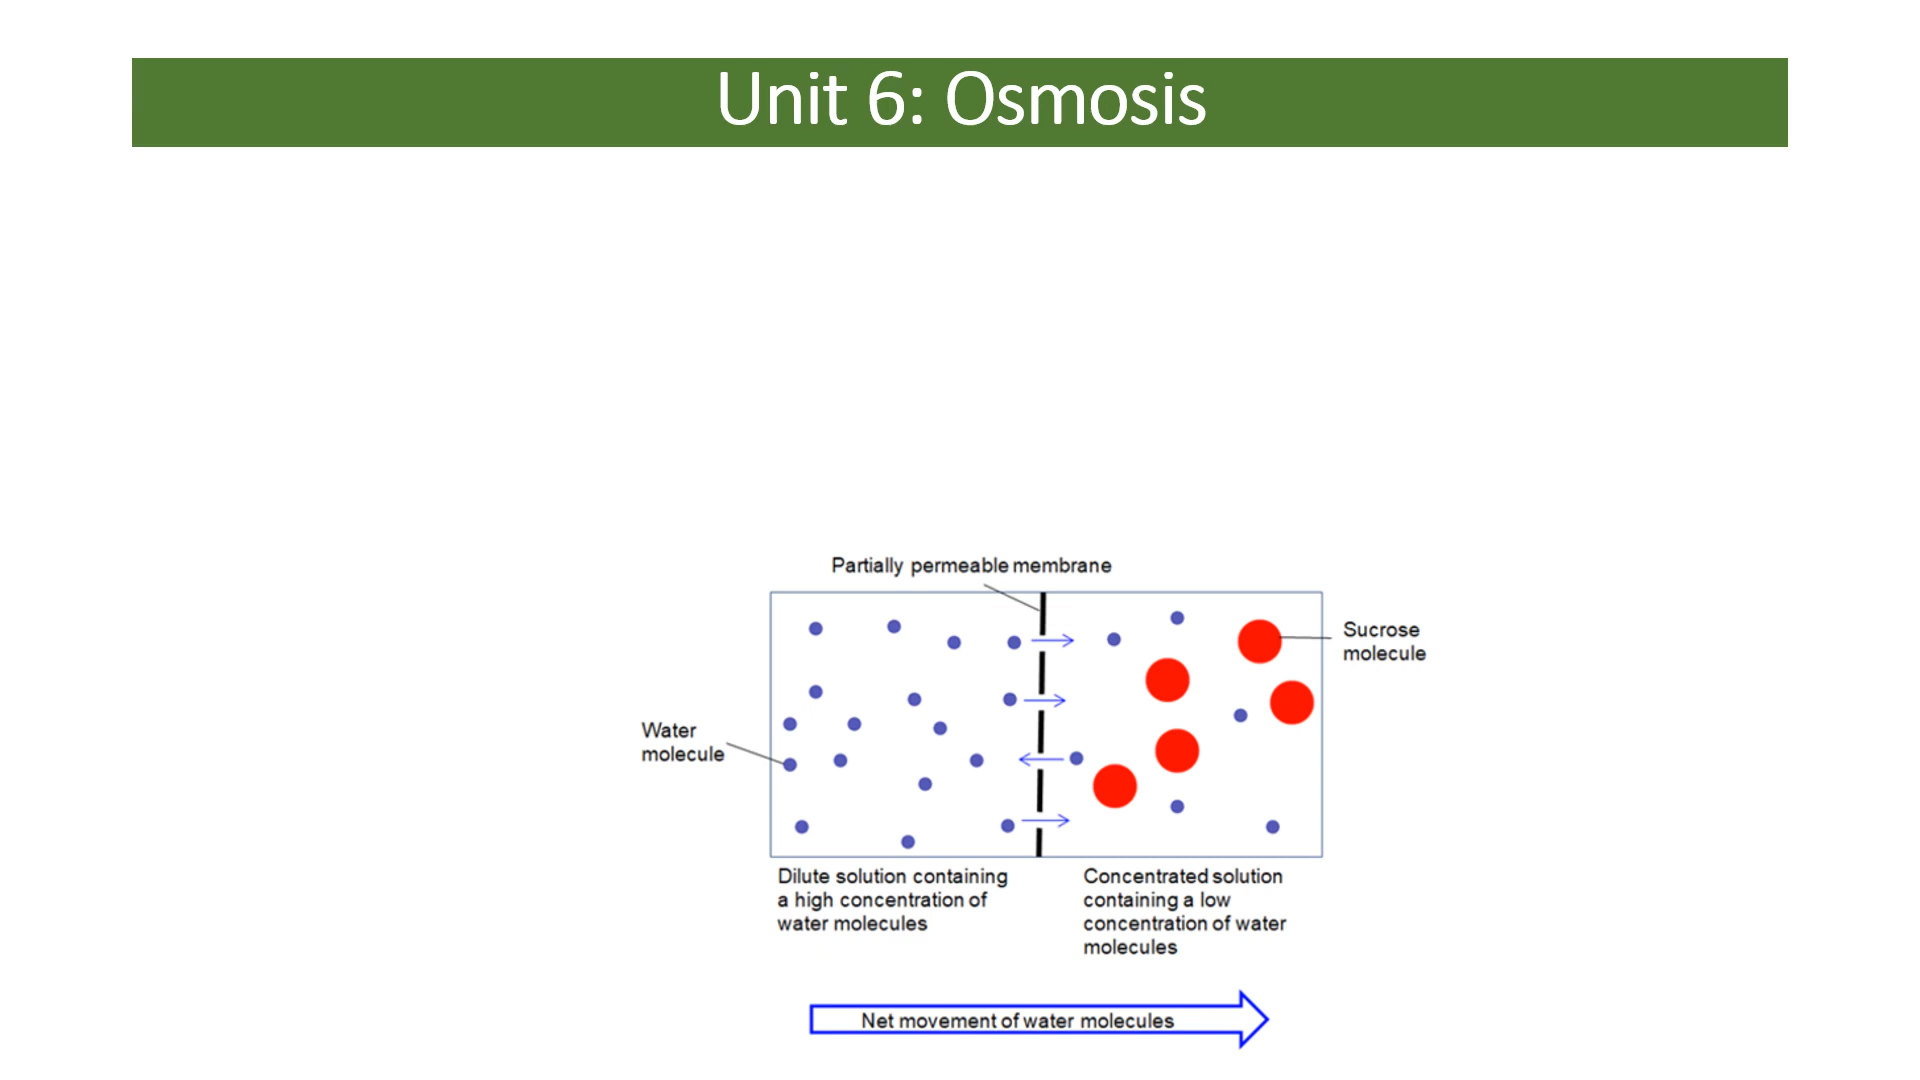 Unit 6: Osmosis
Partially permeable membrane
Sucrose
molecule
Water
molecule
Dilute solution containing
a high concentration of
water molecules
Concentrated solution
containing a low
concentration of water
molecules
Net movement of water molecules